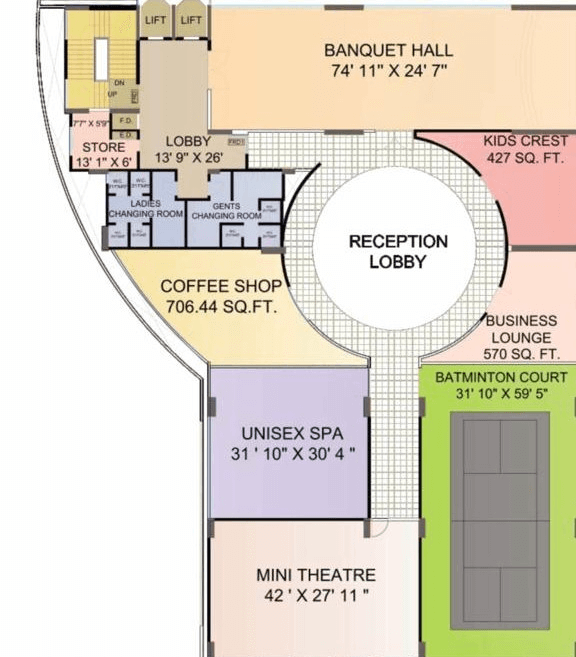 LIFT
LIFT
BANQUET HALL
74' 11" X 24' 7"
DN
UP
FRD
7'7" X 5'9"
F.D.
E.D.
STORE
13' 1" X 6'
LOBBY
13' 9" X 26'
FRD1
KIDS CREST
427 SQ. FT.
W.C.
W.C.
LADIES
CHANGING ROOM
GENTS
CHANGING ROOM
RECEPTION
LOBBY
COFFEE SHOP
706.44 SQ.FT.
BUSINESS
LOUNGE
570 SQ. FT.
BATMINTON COURT
31' 10" X 59' 5"
UNISEX SPA
31 ' 10" X 30' 4 "
MINI THEATRE
42 ' X 27' 11 "